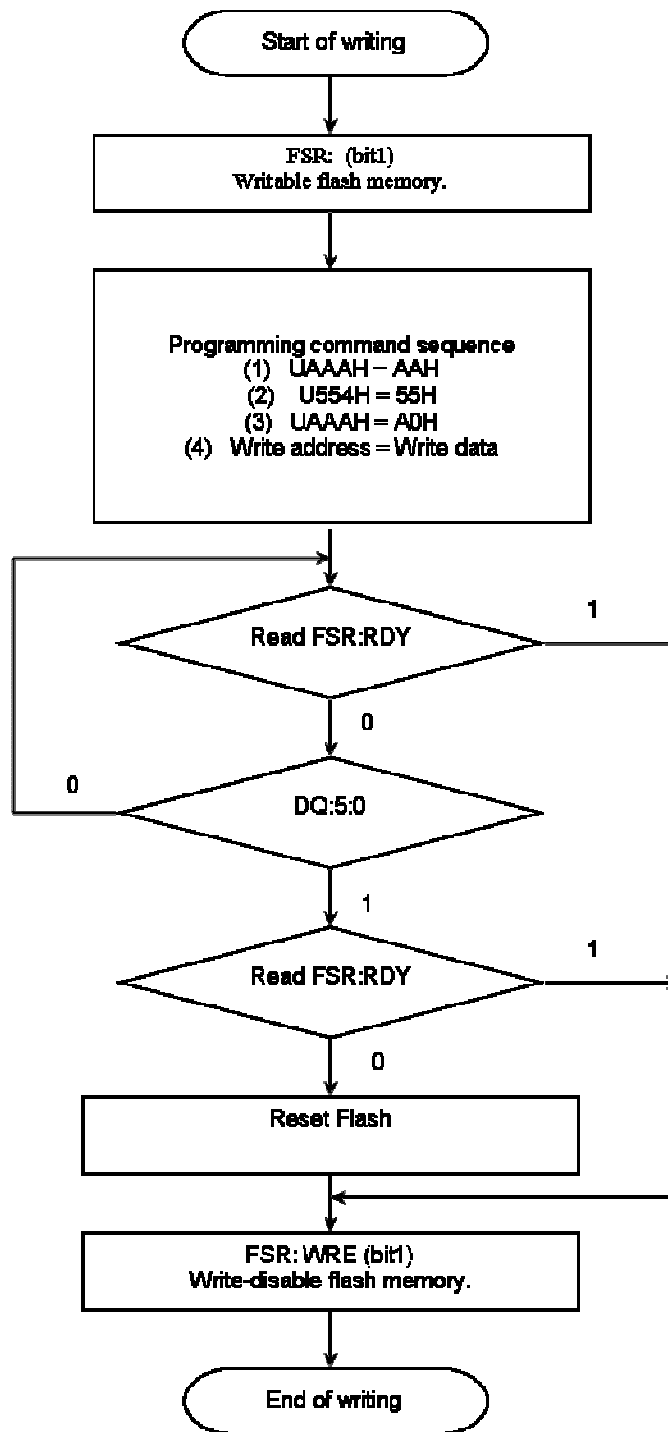 Start of writing
FSR: (bit1)
Writable flash memory.
Programming command sequence
(1) UAAAH – AAH
(2) U554H = 55H
(3) UAAAH = A0H
(4) Write address = Write data
Read FSR:RDY
1
0
DQ:5:0
0
1
Read FSR:RDY
1
0
Reset Flash
FSR: WRE (bit1)
Write-disable flash memory.
End of writing